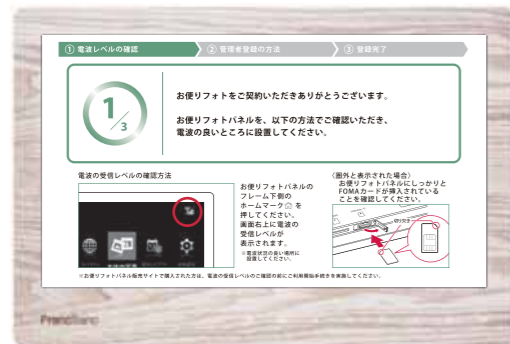 ① 電波レベルの確認
② 管理者登録の方法
③ 登録完了
1/3
お便りフォトをご契約いただきありがとうございます。
お便りフォトパネルを、以下の方法でご確認いただき、
電波の良いところに設置してください。
電波の受信レベルの確認方法
お便りフォトパネルの
フレーム下側の
ホームマーク を
押してください。
画面右上に電波の
受信レベルが
表示されます。
※電波状況の良い場所に
設置してください。
〈圏外と表示された場合〉
お便りフォトパネルにしっかりと
FOMAカードが挿入されている
ことを確認してください。
切り欠き
※お便りフォトパネル販売サイトで購入された方は、電波の受信レベルのご確認の前にご利用開始手続きを実施してください。